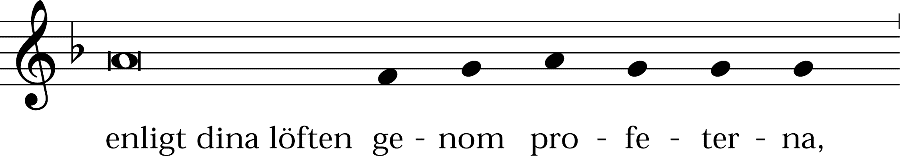 enligt dina löften ge - nom pro - fe - ter - na,